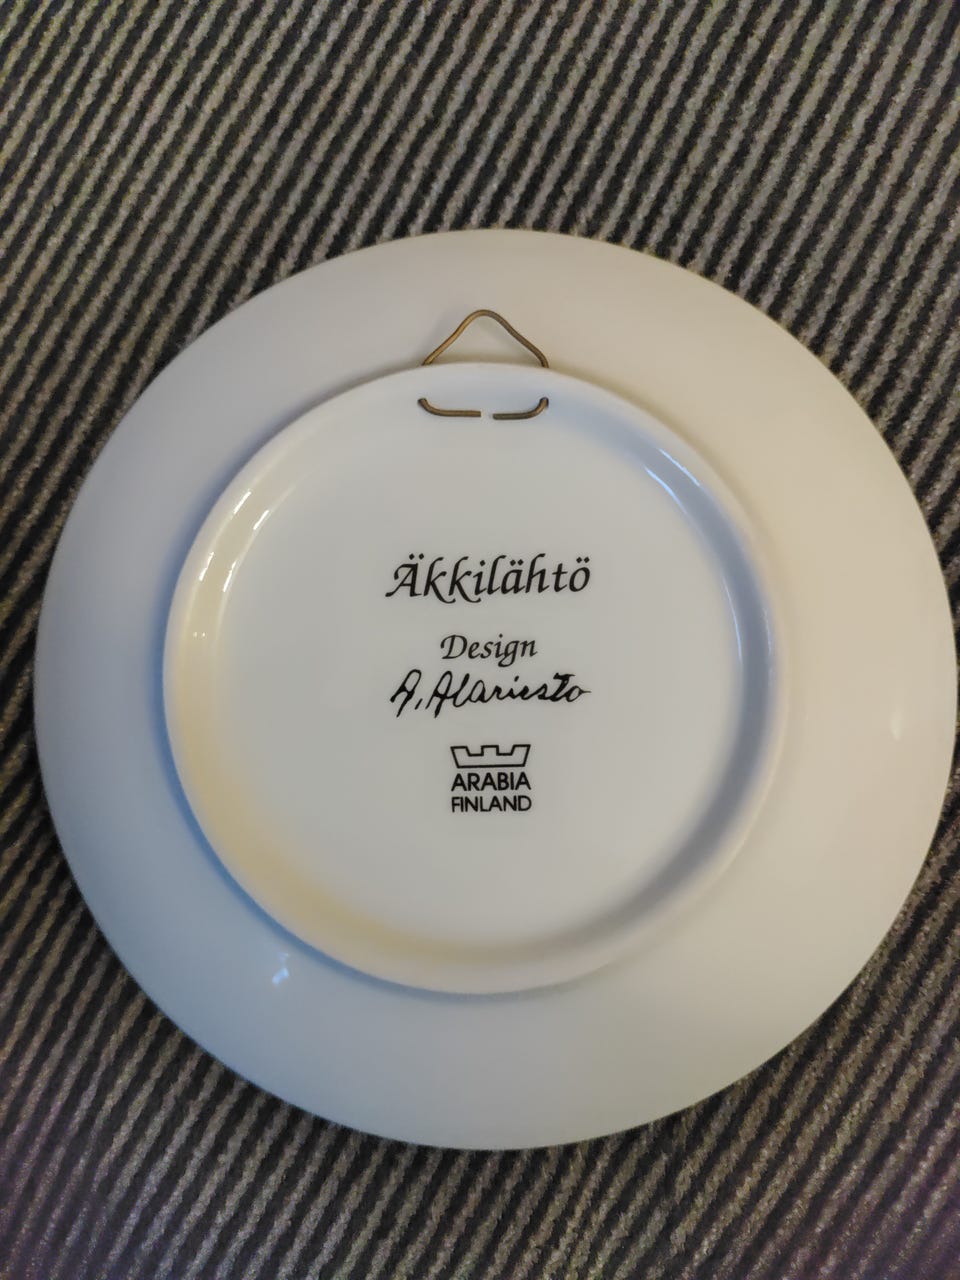 Äkkilähtö
Design
A. Alariesto
ARABIA
FINLAND